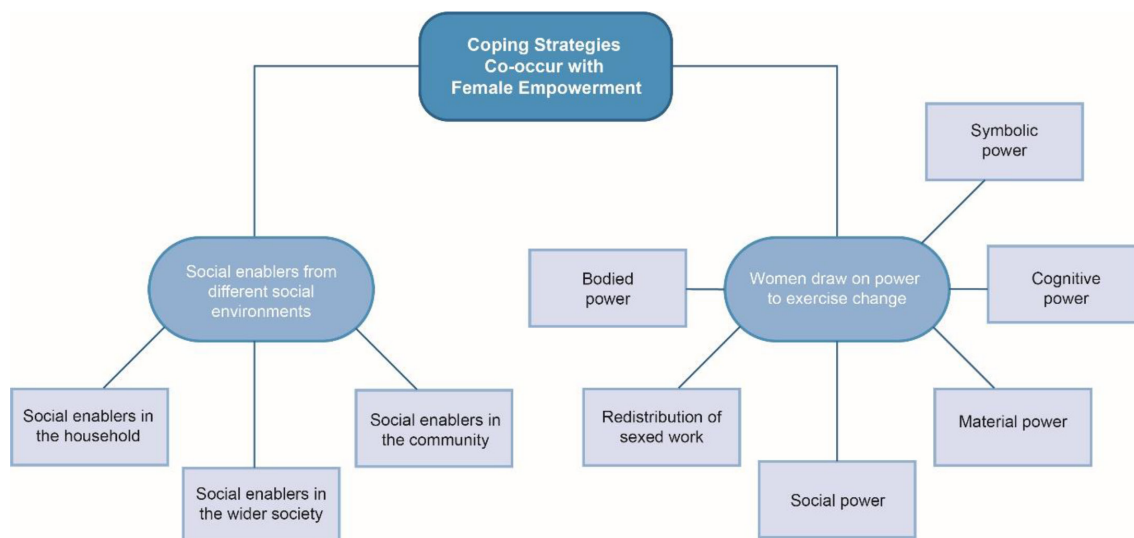 Coping Strategies
Co-occur with
Female Empowerment
Social enablers from
different social
environments
Social enablers in
the household
Social enablers in
the wider society
Social enablers in
the community
Women draw on power
to exercise change
Symbolic
power
Bodied
power
Cognitive
power
Redistribution of
sexed work
Material power
Social power